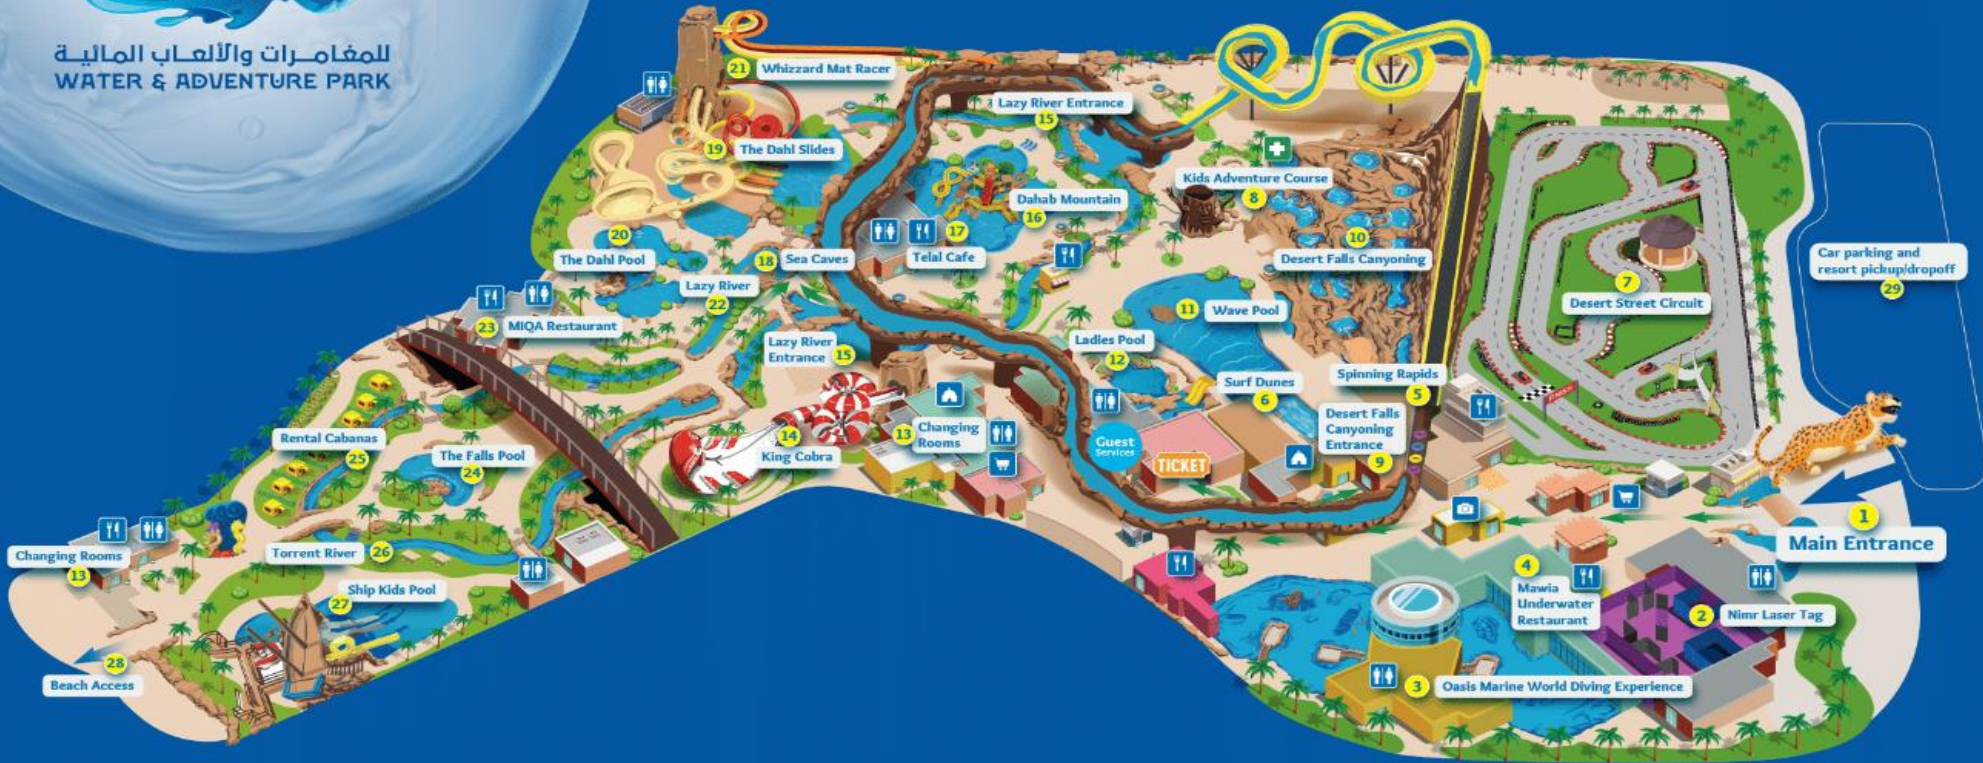 للمغامرات والألعاب المائية
WATER & ADVENTURE PARK
21 Whizzard Mat Racer
Lazy River Entrance
15
19 The Dahl Slides
Kids Adventure Course
8
Dahab Mountain
16
20
The Dahl Pool
18 Sea Caves
17
Telal Cafe
10
Desert Falls Canyoning
Car parking and
resort pickup/dropoff
29
7
Desert Street Circuit
Lazy River
22
11 Wave Pool
23 MIQA Restaurant
Lazy River
Entrance 15
Ladies Pool
12
Surf Dunes
6
Spinning Rapids
5
Desert Falls
Canyoning
Entrance
9
Rental Cabanas
25
The Falls Pool
24
14
King Cobra
13 Changing
Rooms
Guest
Services
TICKET
1
Main Entrance
Changing Rooms
13
Torrent River 26
Ship Kids Pool
27
4
Mawia
Underwater
Restaurant
2 Nimr Laser Tag
28
Beach Access
3 Oasis Marine World Diving Experience